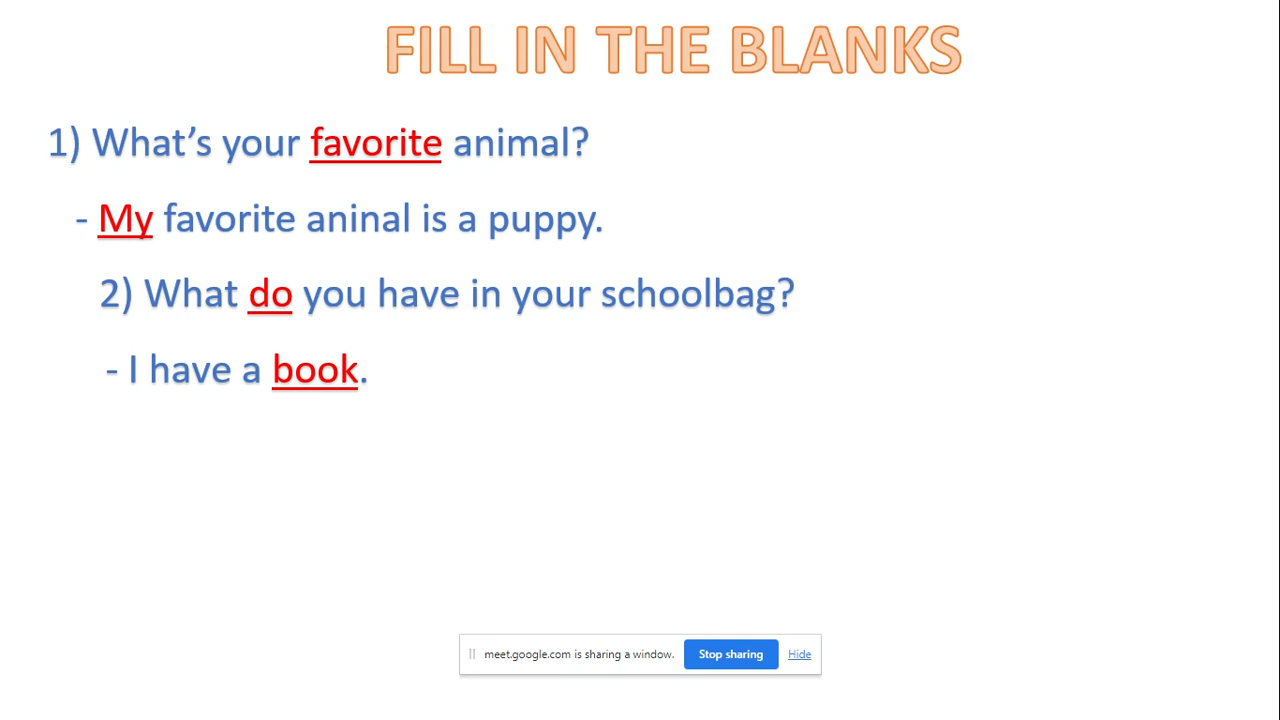 FILL IN THE BLANKS
1) What's your favorite animal?
- My favorite aninal is a puppy.
2) What do you have in your schoolbag?
- I have a book.
meet.google.com is sharing a window. Stop sharing Hide